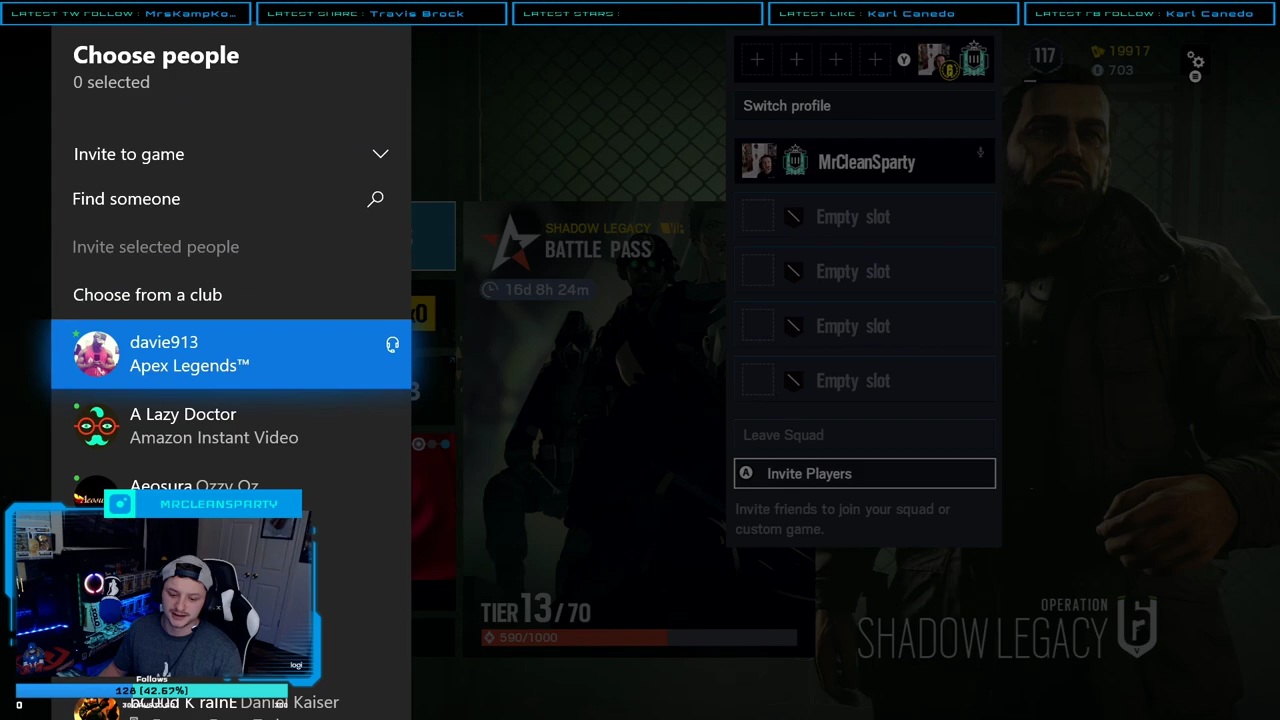 LATEST TW FOLLOW : MrsKampKo...
LATEST SHARE : Travis Brock
LATEST STARS :
LATEST LIKE : Karl Canedo
LATEST FB FOLLOW : Karl Canedo
Choose people
0 selected
Invite to game
Find someone
Invite selected people
Choose from a club
davie913
Apex Legends™
A Lazy Doctor
Amazon Instant Video
Aeosura Ozzy Oz
MRCLEANSPARTY
logi
Follows
128 (42.67%)
0
Daniel Kaiser
SHADOW LEGACY
BATTLE PASS
16d 8h 24m
TIER 13/70
590/1000
Y
117
19917
703
Switch profile
MrCleanSparty
Empty slot
Empty slot
Empty slot
Empty slot
Leave Squad
A Invite Players
Invite friends to join your squad or
custom game.
OPERATION
SHADOW LEGACY